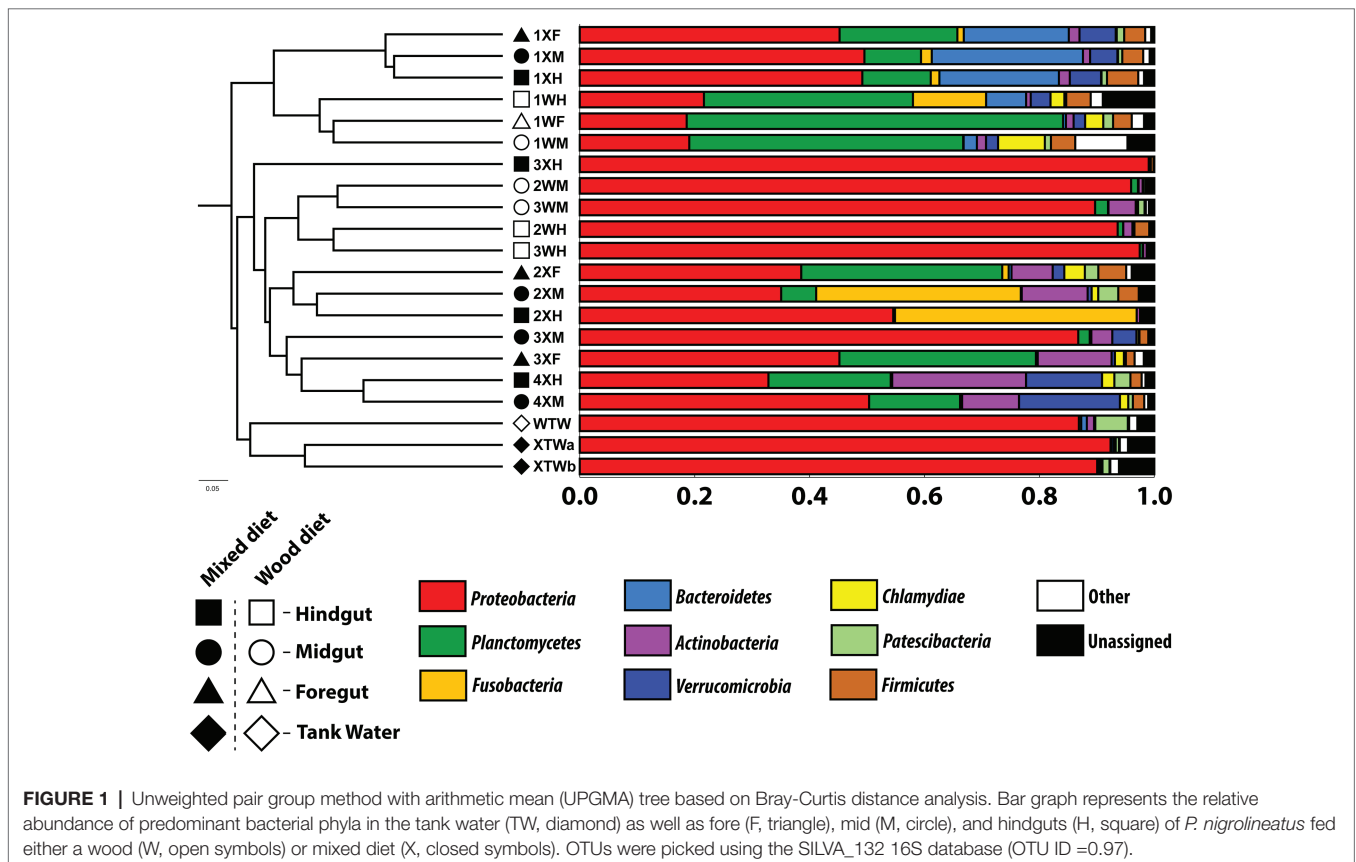 1XF
1XM
1XH
1WH
1WF
1WM
3XH
2WM
3WM
2WH
3WH
2XF
2XM
2XH
3XM
3XF
4XH
4XM
WTW
XTWa
XTWb
0.05
0.0 0.2 0.4 0.6 0.8 1.0
Mixed diet
Wood diet
- Hindgut
- Midgut
- Foregut
- Tank Water
Proteobacteria
Planctomycetes
Fusobacteria
Bacteroidetes
Actinobacteria
Verrucomicrobia
Chlamydiae
Patescibacteria
Firmicutes
Other
Unassigned
FIGURE 1 | Unweighted pair group method with arithmetic mean (UPGMA) tree based on Bray-Curtis distance analysis. Bar graph represents the relative
abundance of predominant bacterial phyla in the tank water (TW, diamond) as well as fore (F, triangle), mid (M, circle), and hindguts (H, square) of P. nigrolineatus fed
either a wood (W, open symbols) or mixed diet (X, closed symbols). OTUs were picked using the SILVA_132 16S database (OTU ID =0.97).